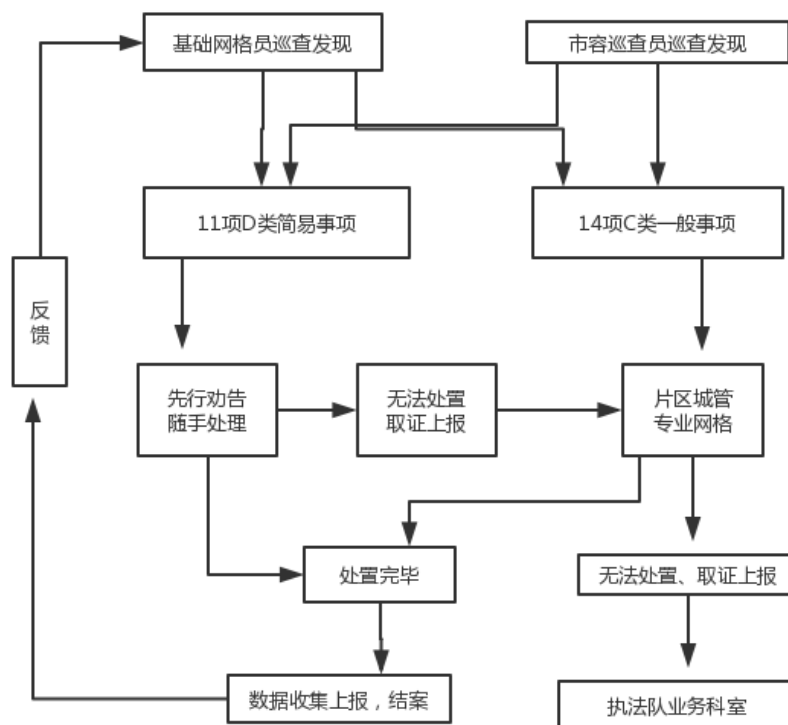 基础网格员巡查发现
市容巡查员巡查发现
11项D类简易事项
14项C类一般事项
反
馈
先行劝告
随手处理
无法处置
取证上报
片区城管
专业网格
处置完毕
无法处置、取证上报
数据收集上报，结案
执法队业务科室